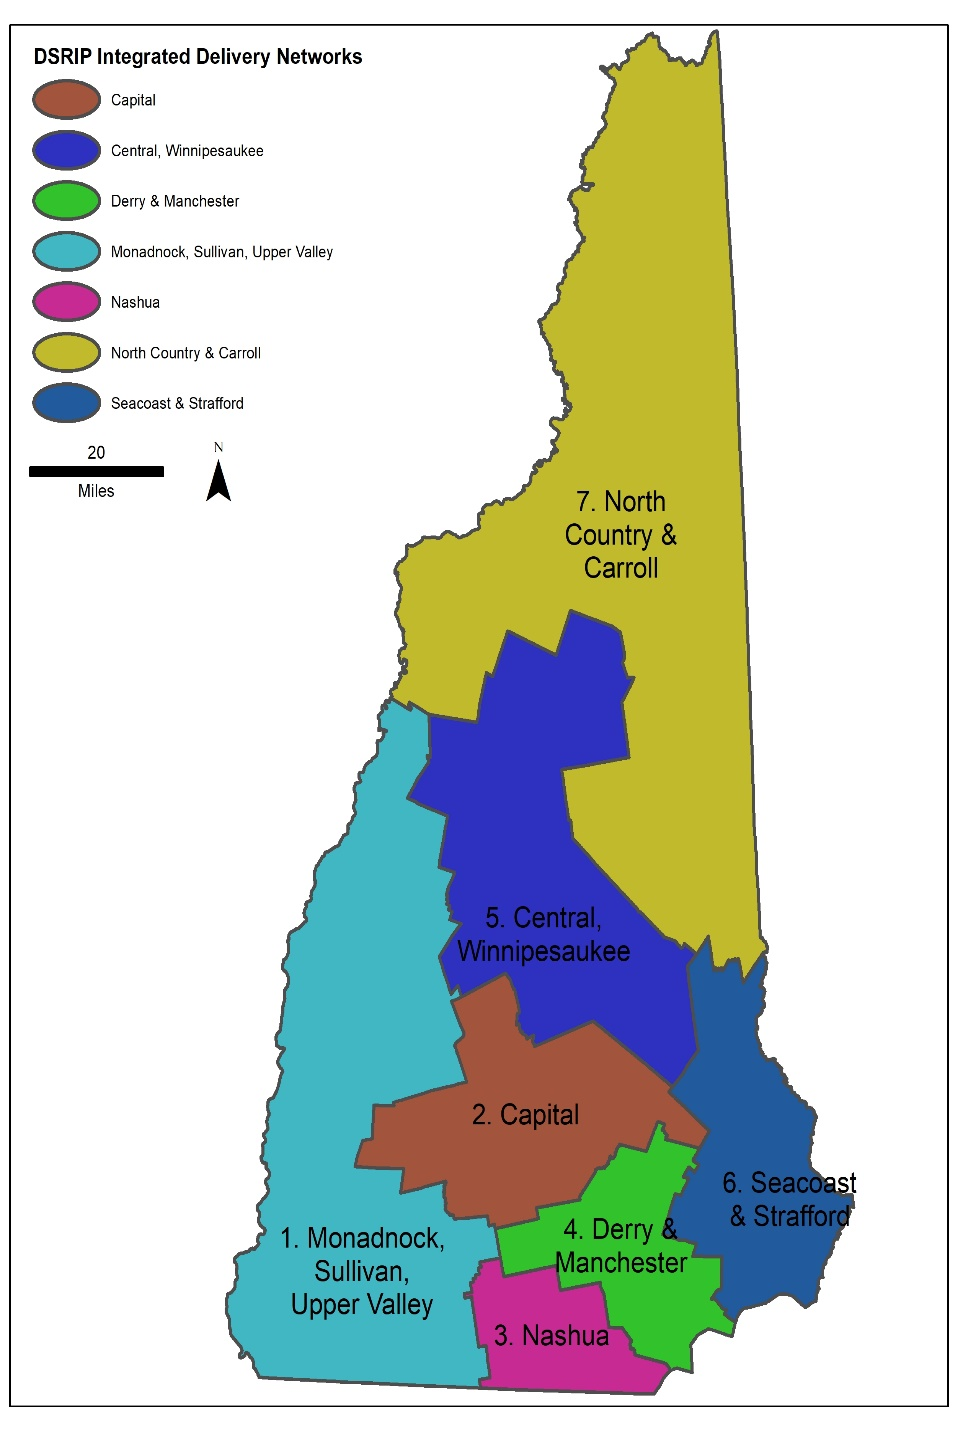 DSRIP Integrated Delivery Networks
Capital
Central, Winnipesaukee
Derry & Manchester
Monadnock, Sullivan, Upper Valley
Nashua
North Country & Carroll
Seacoast & Strafford
20
Miles
N
7. North
Country &
Carroll
5. Central,
Winnipesaukee
2. Capital
6. Seacoast
& Strafford
4. Derry &
Manchester
1. Monadnock,
Sullivan,
Upper Valley
3. Nashua